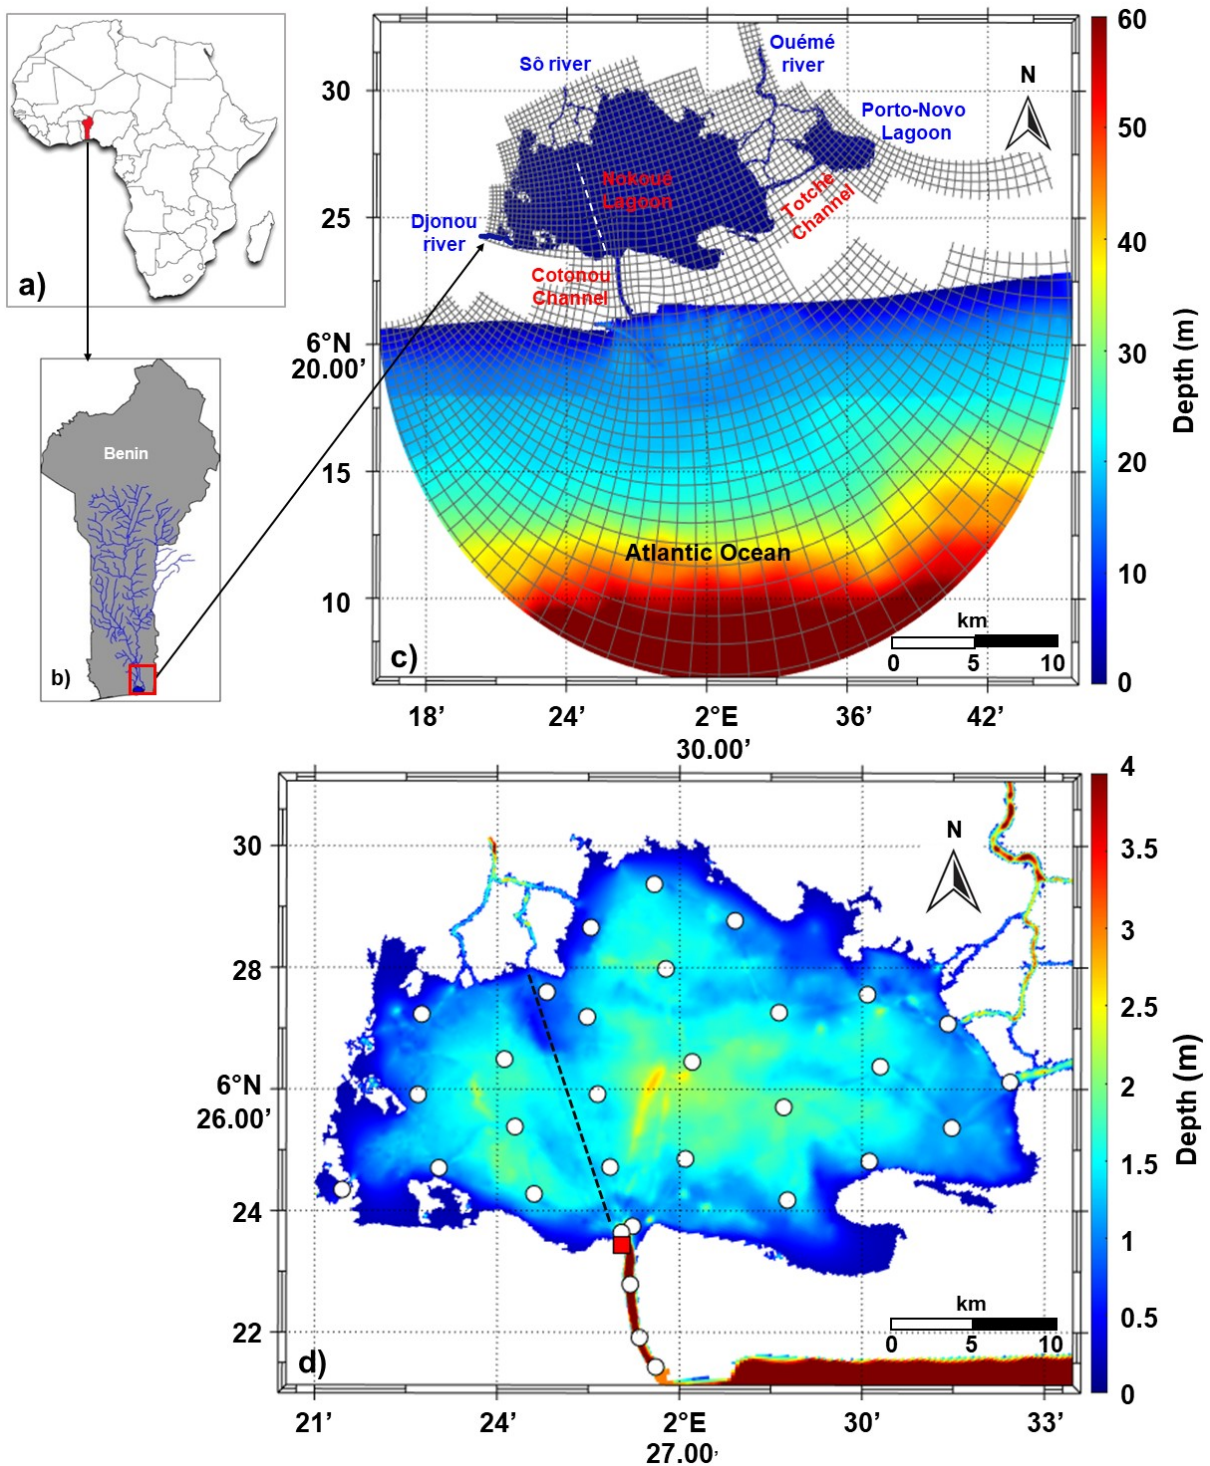 a)
Benin
b)
60
50
40
30
20
10
0
Depth (m)
30
25
6°N
20.00’
15
10
Sô river
Ouémé
river
N
Porto-Novo
Lagoon
Nokoué
Lagoon
Totche
Channel
Djonou
river
Cotonou
Channel
Atlantic Ocean
km
0 5 10
c)
18’ 24’ 2°E 36’ 42’
30.00’
4
3.5
3
2.5
2
1.5
1
0.5
0
Depth (m)
30
28
6°N
26.00’
24
22
N
km
0 5 10
d)
21’ 24’ 2°E 30’ 33’
27.00’